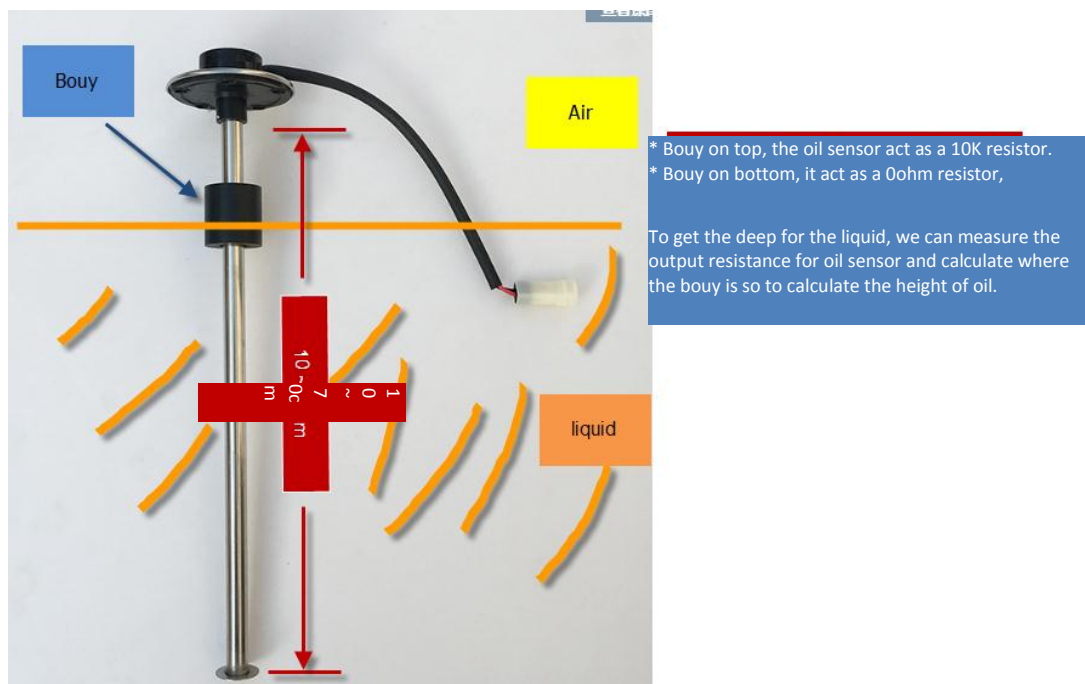 Bouy
Air
* Bouy on top, the oil sensor act as a 10K resistor.
* Bouy on bottom, it act as a 0ohm resistor,
To get the deep for the liquid, we can measure the
output resistance for oil sensor and calculate where
the bouy is so to calculate the height of oil.
liquid